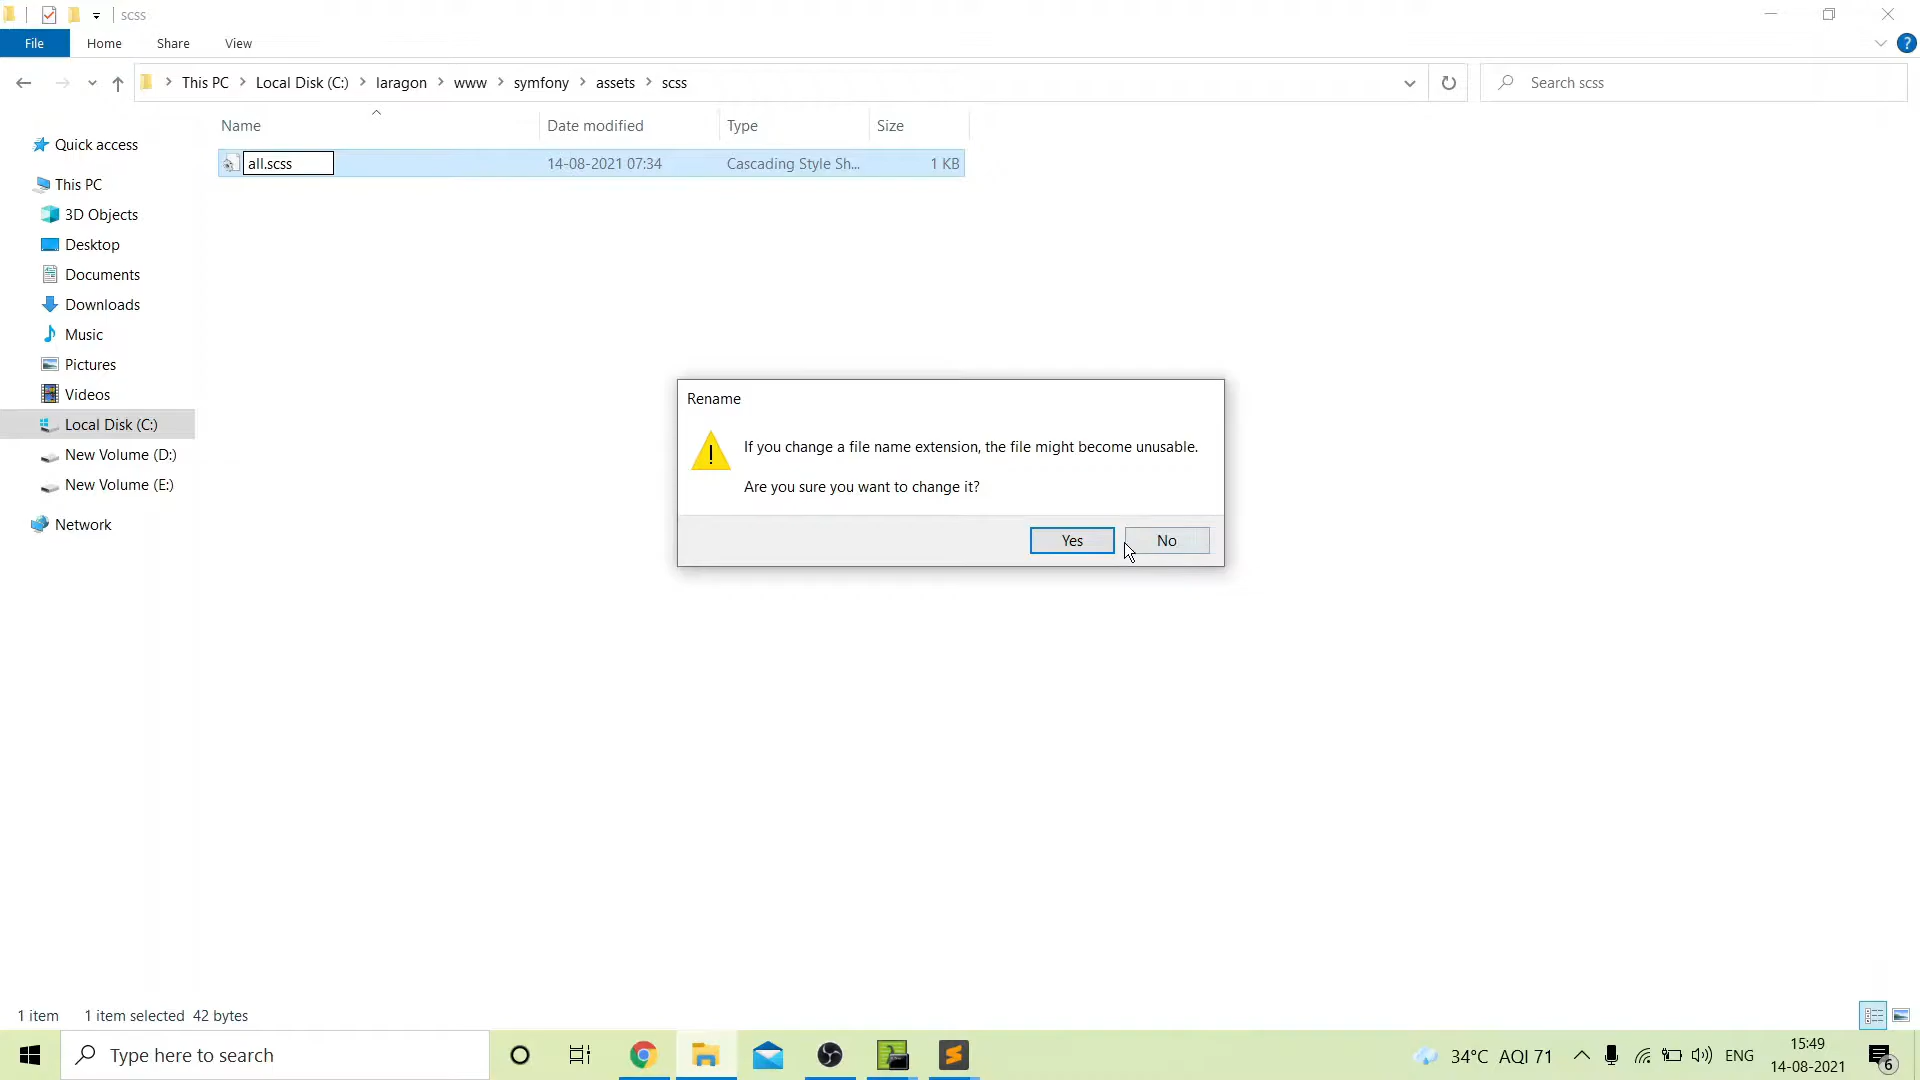 scss
File
Home
Share
View
?
This PC
Local Disk (C:)
laragon
www
symfony
assets
scss
Search scss
Name
Date modified
Type
Size
all.scss
14-08-2021 07:34
Cascading Style Sh...
1 KB
Quick access
This PC
3D Objects
Desktop
Documents
Downloads
Music
Pictures
Videos
Local Disk (C:)
New Volume (D:)
New Volume (E:)
Network
Rename
If you change a file name extension, the file might become unusable.
Are you sure you want to change it?
Yes
No
1 item
1 item selected 42 bytes
Type here to search
34°C AQI 71
ENG
15:49
14-08-2021
6